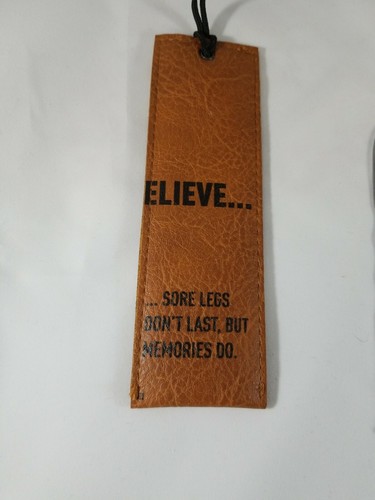 ELIEVE...
... SORE LEGS
DON'T LAST, BUT
MEMORIES DO.